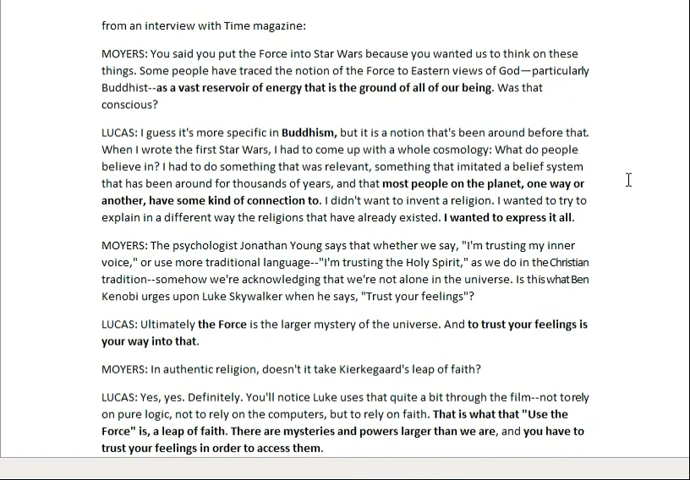 from an interview with Time magazine:
MOYERS: You said you put the Force into Star Wars because you wanted us to think on these
things. Some people have traced the notion of the Force to Eastern views of God—particularly
Buddhist--as a vast reservoir of energy that is the ground of all of our being. Was that
conscious?
LUCAS: I guess it's more specific in Buddhism, but it is a notion that's been around before that.
When I wrote the first Star Wars, I had to come up with a whole cosmology: What do people
believe in? I had to do something that was relevant, something that imitated a belief system
that has been around for thousands of years, and that most people on the planet, one way or
another, have some kind of connection to. I didn't want to invent a religion. I wanted to try to
explain in a different way the religions that have already existed. I wanted to express it all.
MOYERS: The psychologist Jonathan Young says that whether we say, "I'm trusting my inner
voice," or use more traditional language--"I'm trusting the Holy Spirit," as we do in the Christian
tradition--somehow we're acknowledging that we're not alone in the universe. Is this what Ben
Kenobi urges upon Luke Skywalker when he says, "Trust your feelings"?
LUCAS: Ultimately the Force is the larger mystery of the universe. And to trust your feelings is
your way into that.
MOYERS: In authentic religion, doesn't it take Kierkegaard's leap of faith?
LUCAS: Yes, yes. Definitely. You'll notice Luke uses that quite a bit through the film--not to rely
on pure logic, not to rely on the computers, but to rely on faith. That is what that "Use the
Force" is, a leap of faith. There are mysteries and powers larger than we are, and you have to
trust your feelings in order to access them.